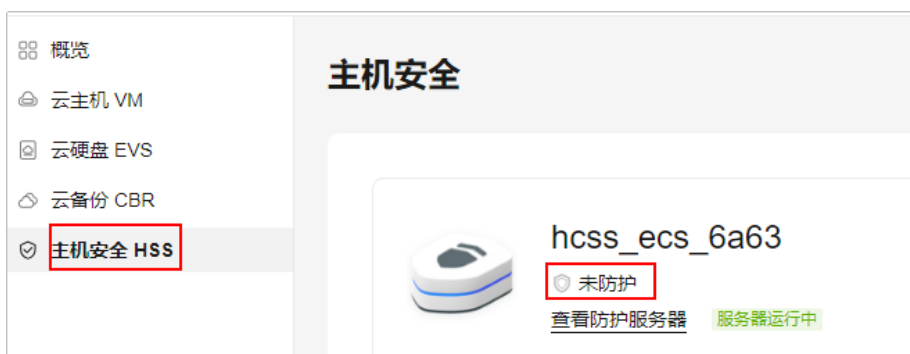 概览
云主机 VM
云硬盘 EVS
云备份 CBR
主机安全 HSS
主机安全
hcss_ecs_6a63
未防护
查看防护服务器 服务器运行中